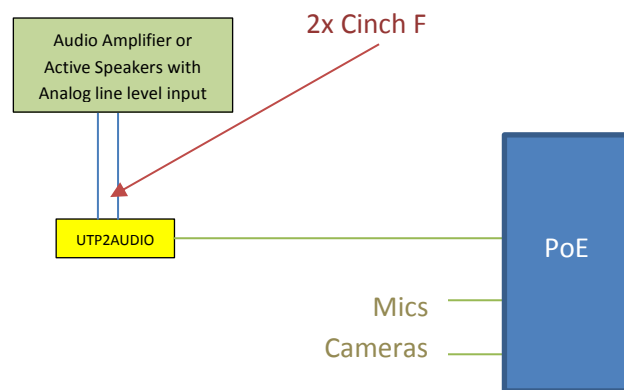 2x Cinch F
Audio Amplifier or
Active Speakers with
Analog line level input
UTP2AUDIO
PoE
Mics
Cameras